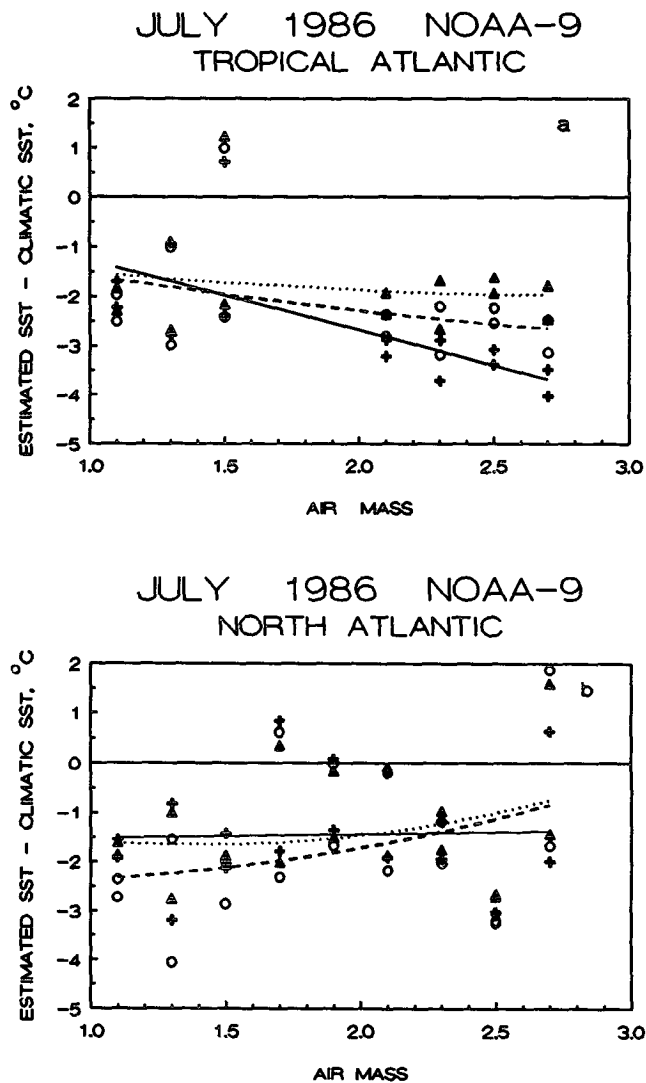 JULY 1986 NOAA-9
TROPICAL ATLANTIC
ESTIMATED SST - CLIMATIC SST, °C
2
1
0
-1
-2
-3
-4
-5
a
1.0 1.5 2.0 2.5 3.0
AIR MASS
JULY 1986 NOAA-9
NORTH ATLANTIC
ESTIMATED SST - CLIMATIC SST, °C
2
1
0
-1
-2
-3
-4
-5
b
1.0 1.5 2.0 2.5 3.0
AIR MASS